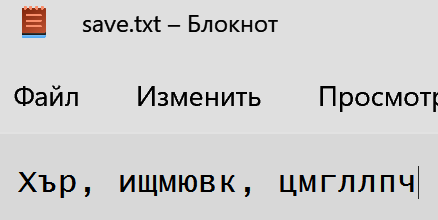 save.txt – Блокнот
Файл Изменить Просмотр
Хър, ищмювк, цмгллпч